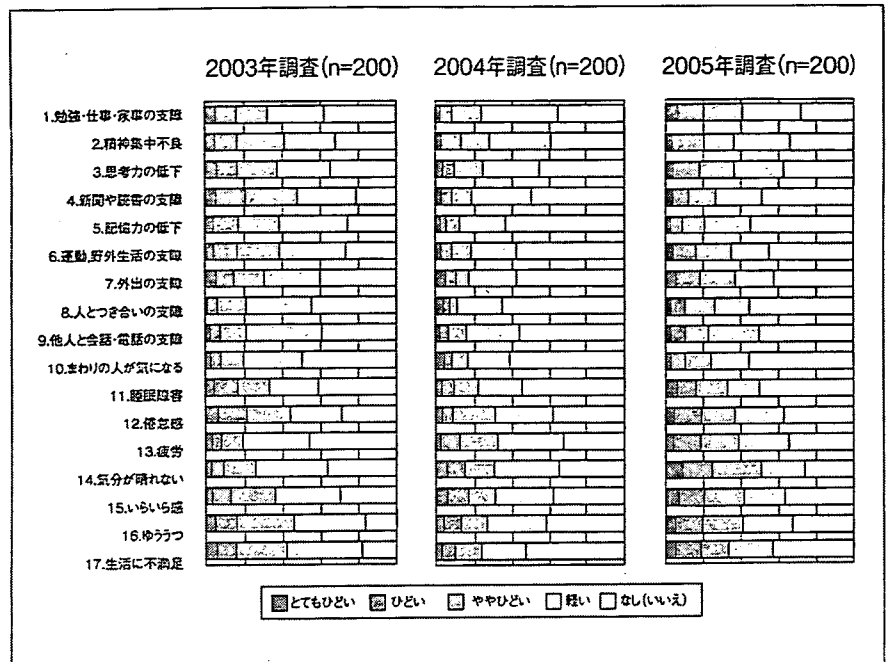 2003年調査(n=200) 2004年調査(n=200) 2005年調査(n=200)
1.勉強・仕事・家事の支障
2.精神集中不良
3.思考力の低下
4.新聞や読書の支障
5.記憶力の低下
6.運動,野外生活の支障
7.外出の支障
8.人とつき合いの支障
9.他人と会話・電話の支障
10.まわりの人が気になる
11.睡眠障害
12.倦怠感
13.疲労
14.気分が晴れない
15.いらいら感
16.ゆううつ
17.生活に不満足
とてもひどい ひどい ややひどい 軽い なし(いいえ)